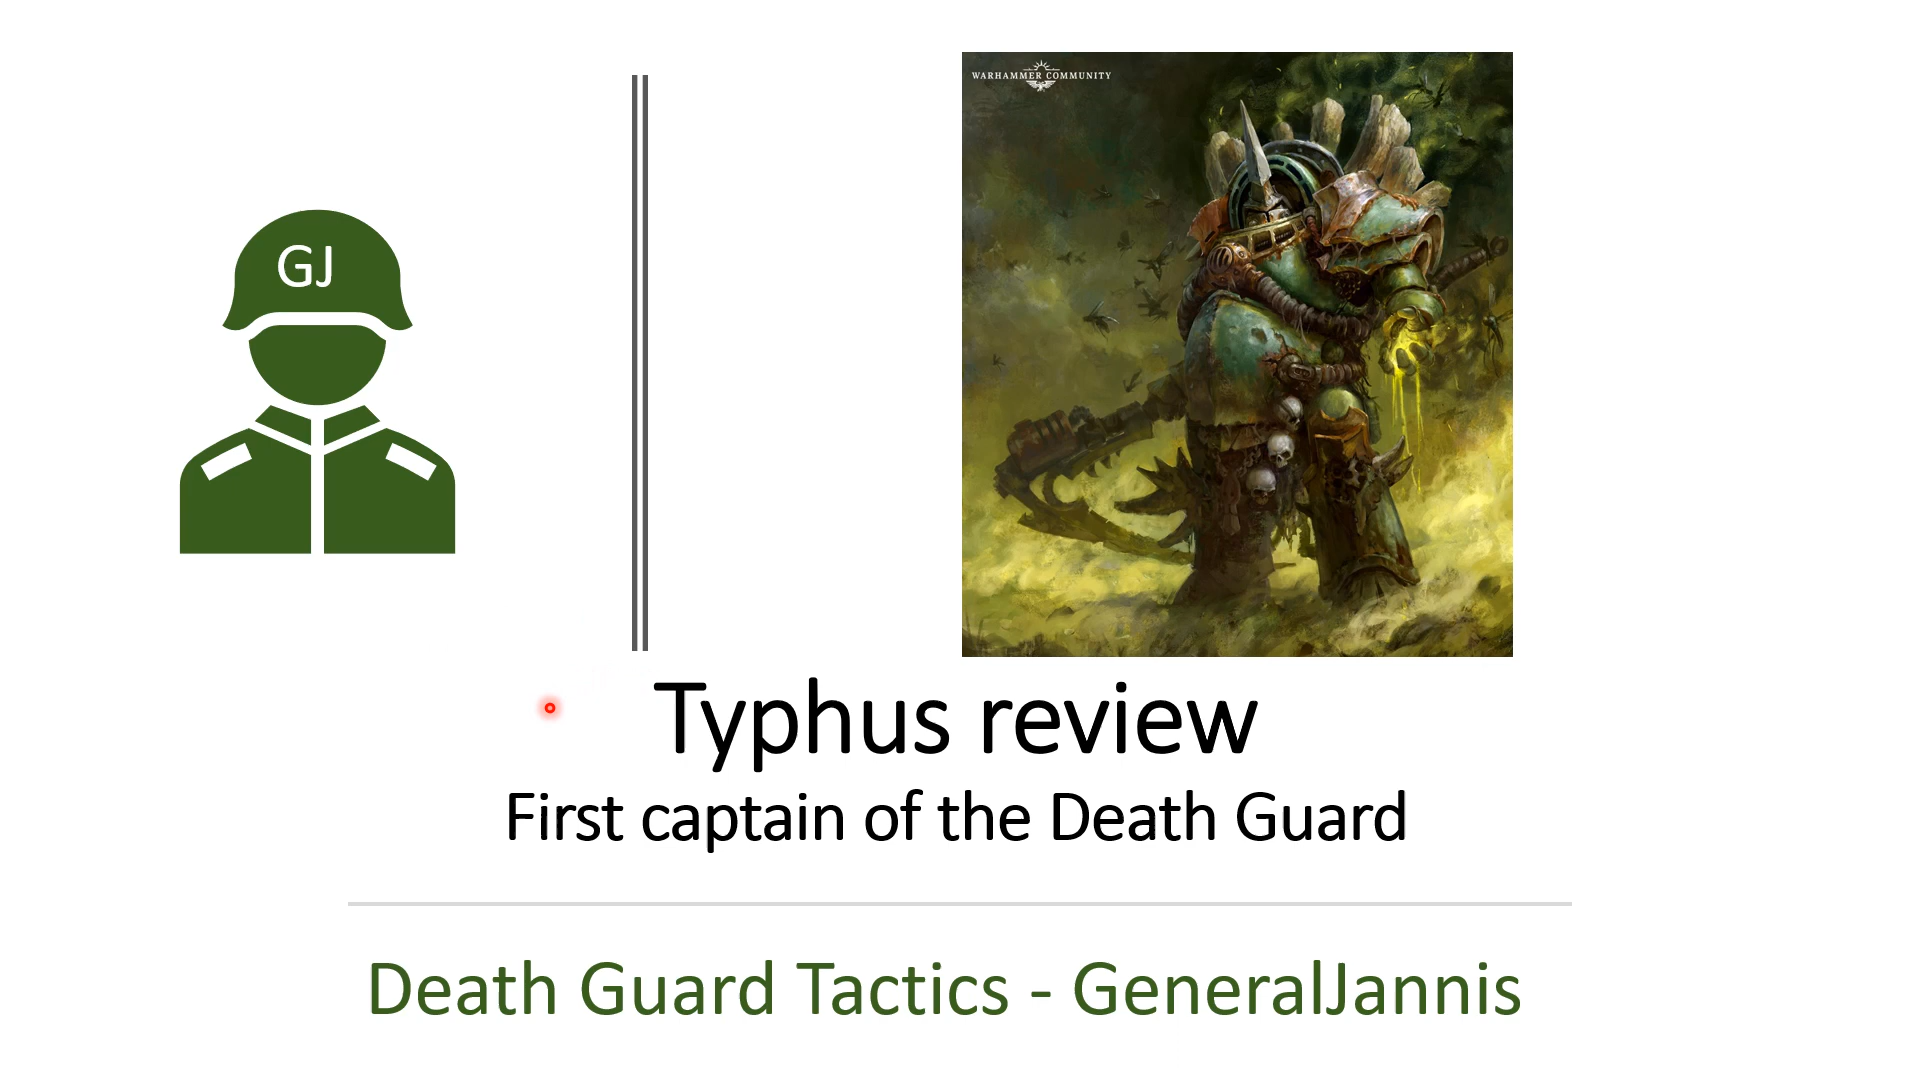 WARHAMMER COMMUNITY
GJ
Typhus review
First captain of the Death Guard
Death Guard Tactics - GeneralJannis